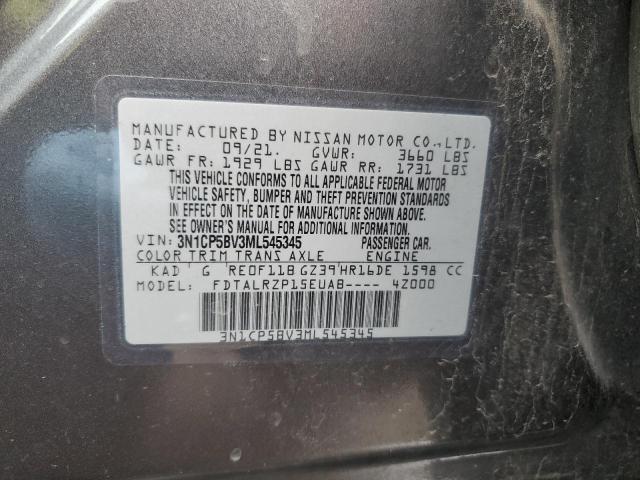 MANUFACTURED BY NISSAN MOTOR CO.,LTD.
DATE: 09/21. GVWR: 3660 LBS
GAWR FR: 1929 LBS GAWR RR: 1731 LBS
THIS VEHICLE CONFORMS TO ALL APPLICABLE FEDERAL MOTOR
VEHICLE SAFETY, BUMPER AND THEFT PREVENTION STANDARDS
IN EFFECT ON THE DATE OF MANUFACTURE SHOWN ABOVE.
SEE OWNER'S MANUAL FOR ADDITIONAL INFORMATION
VIN: 3N1CP5BV3ML545345 PASSENGER CAR.
COLOR TRIM TRANS AXLE ENGINE
KAD G RE0F11B GZ39 HR16DE 1598 CC
MODEL: FDTALRZP15EUAB---- 4Z000
3N1CP5BV3ML545345